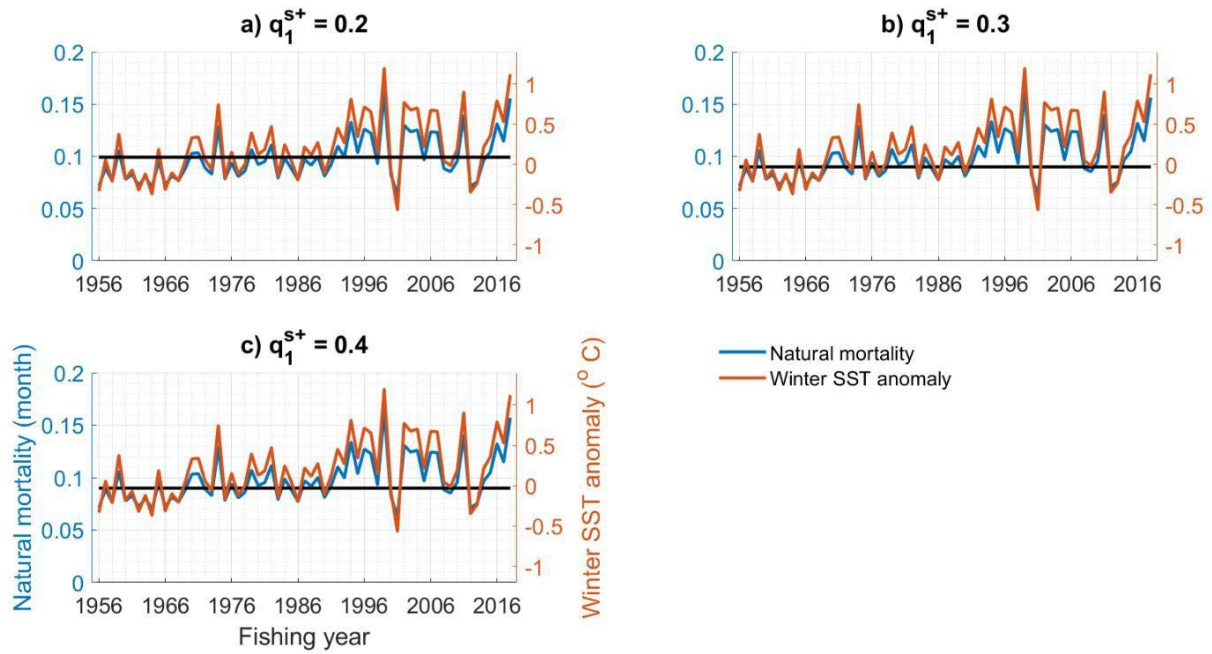 a) q₁ˢ⁺ = 0.2
0.2
0.15
0.1
0.05
0
1
0.5
0
-0.5
-1
1956 1966 1976 1986 1996 2006 2016
b) q₁ˢ⁺ = 0.3
0.2
0.15
0.1
0.05
0
1
0.5
0
-0.5
-1
1956 1966 1976 1986 1996 2006 2016
c) q₁ˢ⁺ = 0.4
Natural mortality (month)
0.2
0.15
0.1
0.05
0
1
0.5
0
-0.5
-1
Winter SST anomaly (° C)
1956 1966 1976 1986 1996 2006 2016
Fishing year
Natural mortality
Winter SST anomaly